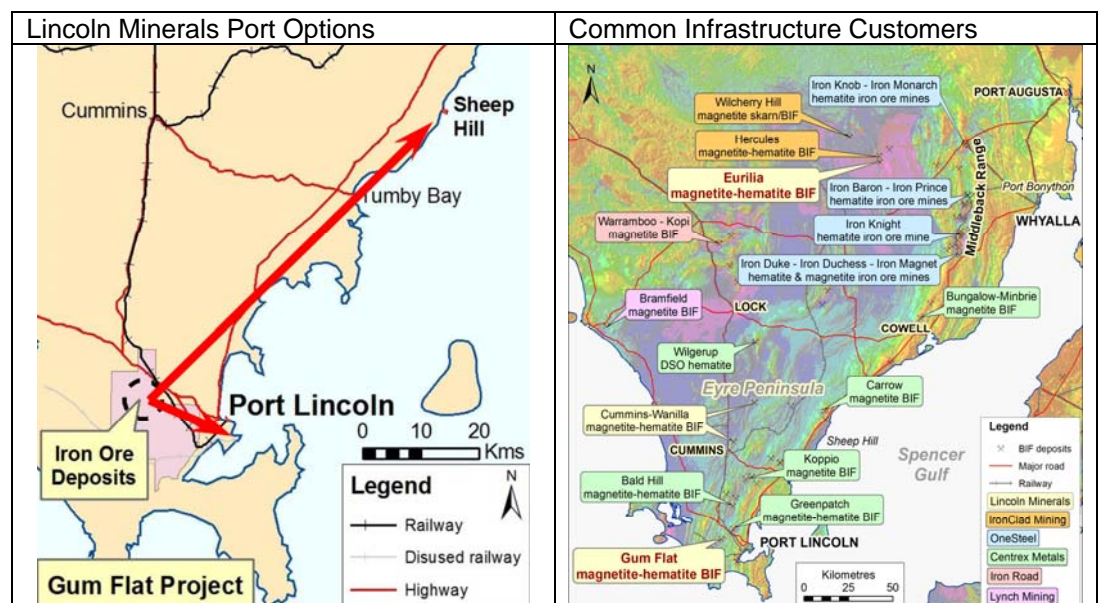 Lincoln Minerals Port Options
Cummins
Sheep
Hill
Tumby Bay
Port Lincoln
Iron Ore
Deposits
0 10 20
Kms
Legend
N
Railway
Disused railway
Highway
Gum Flat Project
Common Infrastructure Customers
N
Iron Knob - Iron Monarch
hematite iron ore mines
PORT AUGUSTA
Wilcherry Hill
magnetite skarn/BIF
Hercules
magnetite-hematite BIF
Eurilia
magnetite-hematite BIF
Iron Baron - Iron Prince
hematite iron ore mines
Middleback Range
Port Bonython
WHYALLA
Warramboo - Kopi
magnetite BIF
Iron Knight
hematite iron ore mine
Iron Duke - Iron Duchess - Iron Magnet
hematite & magnetite iron ore mines
Bramfield
magnetite BIF
LOCK
Bungalow-Minbrie
magnetite BIF
COWELL
Wilgerup
DSO hematite
Eyre Peninsula
Carrow
magnetite BIF
Cummins-Wanilla
magnetite-hematite BIF
Sheep Hill
CUMMINS
Koppio
magnetite BIF
Spencer
Gulf
Bald Hill
magnetite-hematite BIF
Greenpatch
magnetite-hematite BIF
PORT LINCOLN
Gum Flat
magnetite-hematite BIF
Kilometres
0 25 50
Legend
BIF deposits
Major road
Railway
Lincoln Minerals
IronClad Mining
OneSteel
Centrex Metals
Iron Road
Lynch Mining